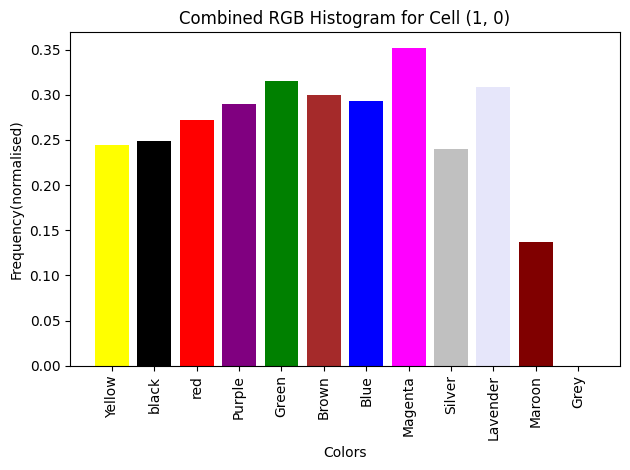 Combined RGB Histogram for Cell (1, 0)
Frequency(normalised)
0.35
0.30
0.25
0.20
0.15
0.10
0.05
0.00
Yellow
black
red
Purple
Green
Brown
Blue
Magenta
Silver
Lavender
Maroon
Grey
Colors